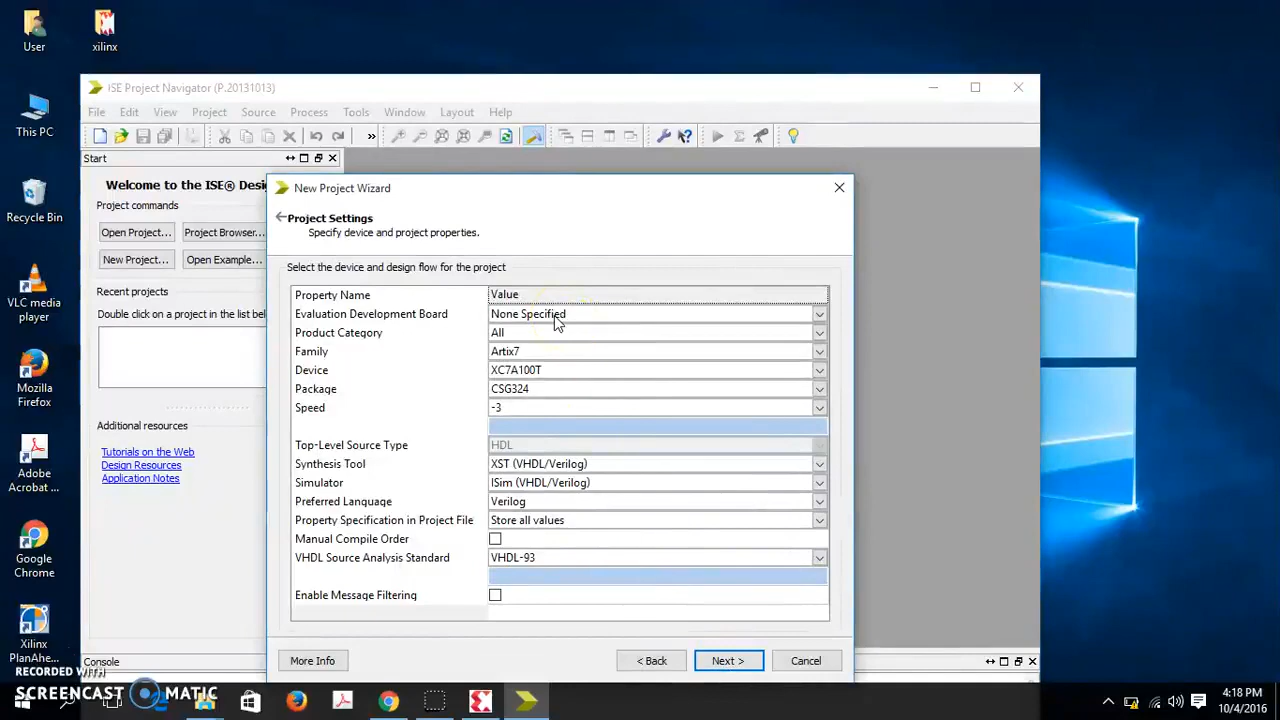 User
xilinx
This PC
Recycle Bin
VLC media
player
Mozilla
Firefox
Adobe
Acrobat ...
Google
Chrome
Xilinx
PlanAhe...
ISE Project Navigator (P.20131013)
File Edit View Project Source Process Tools Window Layout Help
»
Start
Welcome to the ISE® Desi
Project commands
Open Project... Project Browser...
New Project... Open Example...
Recent projects
Double click on a project in the list belo
Additional resources
Tutorials on the Web
Design Resources
Application Notes
Console
New Project Wizard
Project Settings
Specify device and project properties.
Select the device and design flow for the project
Property Name Value
Evaluation Development Board None Specified
Product Category All
Family Artix7
Device XC7A100T
Package CSG324
Speed -3
Top-Level Source Type HDL
Synthesis Tool XST (VHDL/Verilog)
Simulator ISim (VHDL/Verilog)
Preferred Language Verilog
Property Specification in Project File Store all values
Manual Compile Order
VHDL Source Analysis Standard VHDL-93
Enable Message Filtering
More Info < Back Next > Cancel
RECORDED WITH
SCREENCAST MATIC
4:18 PM
10/4/2016